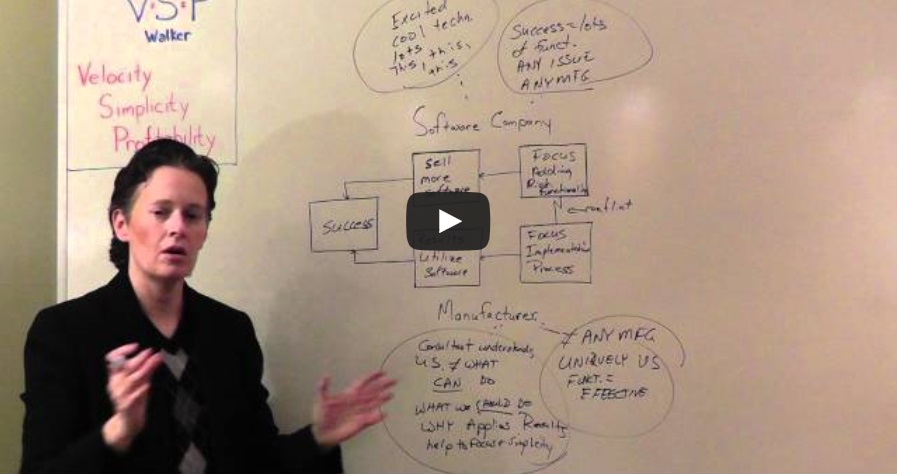 V.S.P
Walker
Velocity
Simplicity
Profitability
Excited
cool techn.
lots this,
this, this
Success = lots
of funct.
ANY ISSUE
ANY MFG
Software Company
Sell
more
Software
Focus
Adding
Rich
Functionality
conflict
Success
Utilize
Software
Focus
Implementation
Process
Manufacturer
Consultant understands
U.S. ≠ WHAT
CAN DO
WHAT WE SHOULD DO
WHY Applies Results
help to Focus + Simplicity
≠ ANY MFG
UNIQUELY US
FUNCT. =
EFFECTIVE